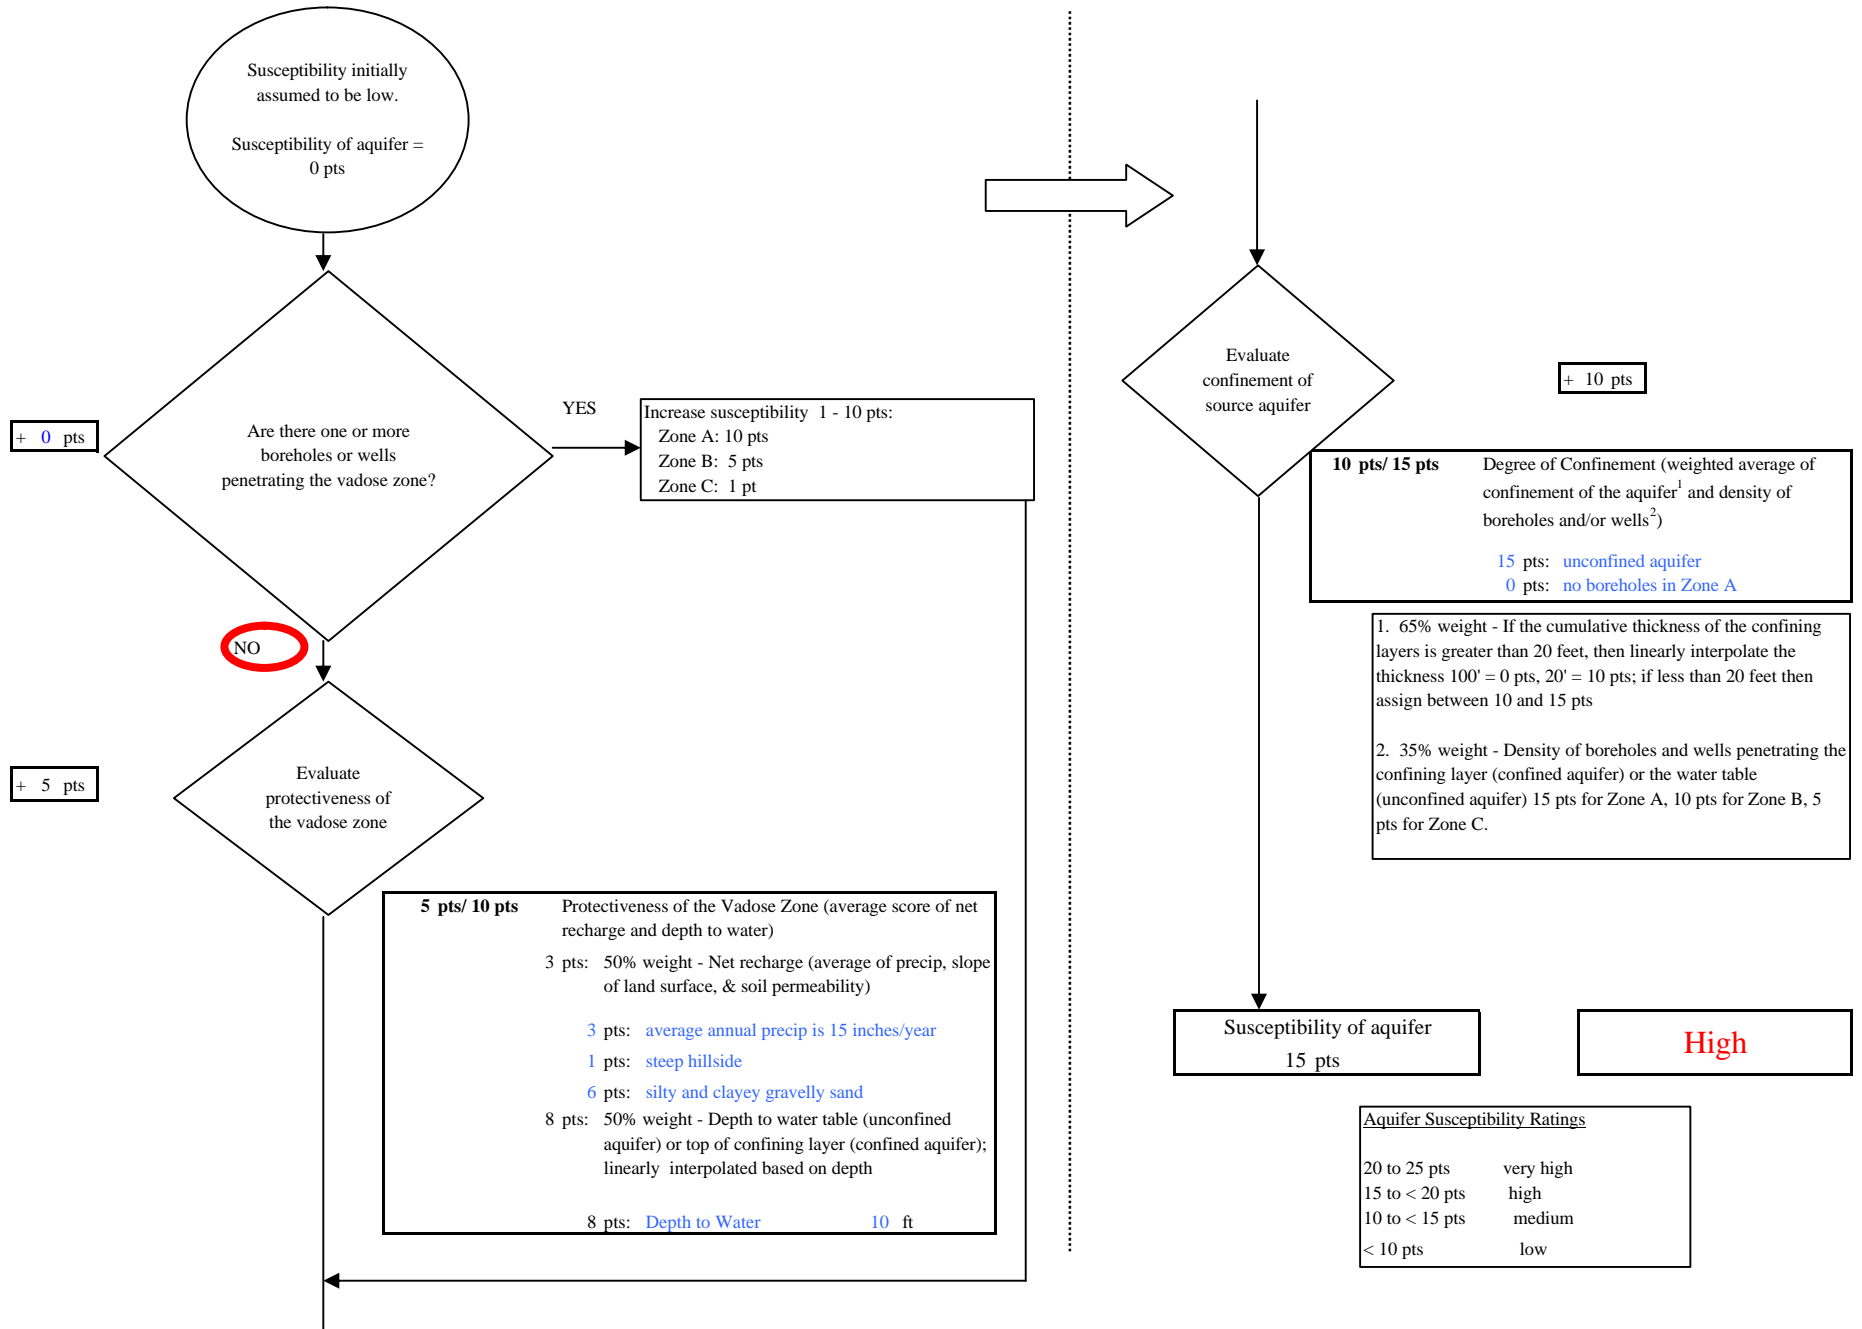 Susceptibility initially
assumed to be low.
Susceptibility of aquifer =
0 pts
Are there one or more
boreholes or wells
penetrating the vadose zone?
+ 0 pts
YES
Increase susceptibility 1 - 10 pts:
Zone A: 10 pts
Zone B: 5 pts
Zone C: 1 pt
NO
Evaluate
protectiveness of
the vadose zone
+ 5 pts
5 pts/ 10 pts Protectiveness of the Vadose Zone (average score of net
recharge and depth to water)
3 pts: 50% weight - Net recharge (average of precip, slope
of land surface, & soil permeability)
3 pts: average annual precip is 15 inches/year
1 pts: steep hillside
6 pts: silty and clayey gravelly sand
8 pts: 50% weight - Depth to water table (unconfined
aquifer) or top of confining layer (confined aquifer);
linearly interpolated based on depth
8 pts: Depth to Water 10 ft
Evaluate
confinement of
source aquifer
+ 10 pts
10 pts/ 15 pts Degree of Confinement (weighted average of
confinement of the aquifer1 and density of
boreholes and/or wells2)
15 pts: unconfined aquifer
0 pts: no boreholes in Zone A
1. 65% weight - If the cumulative thickness of the confining
layers is greater than 20 feet, then linearly interpolate the
thickness 100' = 0 pts, 20' = 10 pts; if less than 20 feet then
assign between 10 and 15 pts
2. 35% weight - Density of boreholes and wells penetrating the
confining layer (confined aquifer) or the water table
(unconfined aquifer) 15 pts for Zone A, 10 pts for Zone B, 5
pts for Zone C.
Susceptibility of aquifer
15 pts
High
Aquifer Susceptibility Ratings
20 to 25 pts very high
15 to < 20 pts high
10 to < 15 pts medium
< 10 pts low